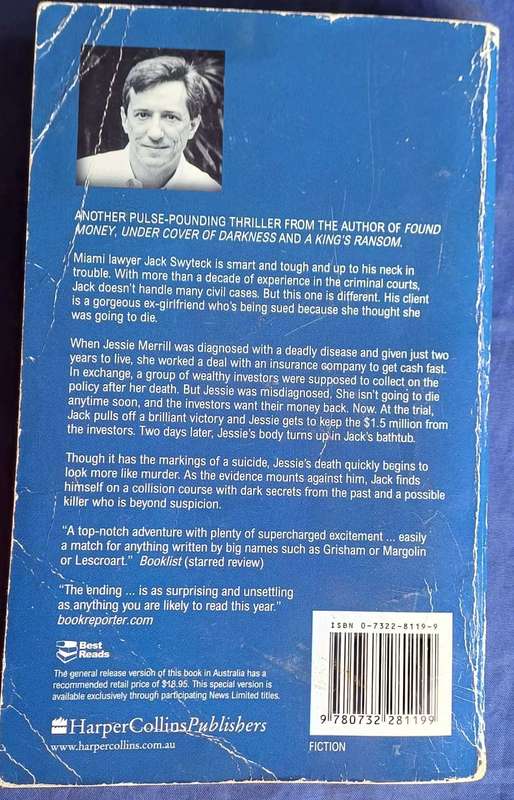 ANOTHER PULSE-POUNDING THRILLER FROM THE AUTHOR OF FOUND
MONEY, UNDER COVER OF DARKNESS AND A KING'S RANSOM.
Miami lawyer Jack Swyteck is smart and tough and up to his neck in
trouble. With more than a decade of experience in the criminal courts,
Jack doesn't handle many civil cases. But this one is different. His client
is a gorgeous ex-girlfriend who's being sued because she thought she
was going to die.
When Jessie Merrill was diagnosed with a deadly disease and given just two
years to live, she worked a deal with an insurance company to get cash fast.
In exchange, a group of wealthy investors were supposed to collect on the
policy after her death. But Jessie was misdiagnosed. She isn't going to die
anytime soon, and the investors want their money back. Now. At the trial,
Jack pulls off a brilliant victory and Jessie gets to keep the $1.5 million from
the investors. Two days later, Jessie's body turns up in Jack's bathtub.
Though it has the markings of a suicide, Jessie's death quickly begins to
look more like murder. As the evidence mounts against him, Jack finds
himself on a collision course with dark secrets from the past and a possible
killer who is beyond suspicion.
"A top-notch adventure with plenty of supercharged excitement ... easily
a match for anything written by big names such as Grisham or Margolin
or Lescroart." Booklist (starred review)
"The ending ... is as surprising and unsettling
as anything you are likely to read this year."
bookreporter.com
Best
Reads
The general release version of this book in Australia has a
recommended retail price of $18.95. This special version is
available exclusively through participating News Limited titles.
HarperCollinsPublishers
www.harpercollins.com.au
ISBN 0-7322-8119-9
9 780732 281199
FICTION